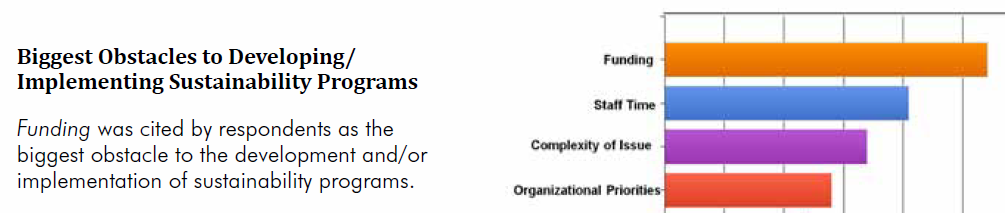 Biggest Obstacles to Developing/
Implementing Sustainability Programs
Funding was cited by respondents as the
biggest obstacle to the development and/or
implementation of sustainability programs.
Funding
Staff Time
Complexity of Issue
Organizational Priorities